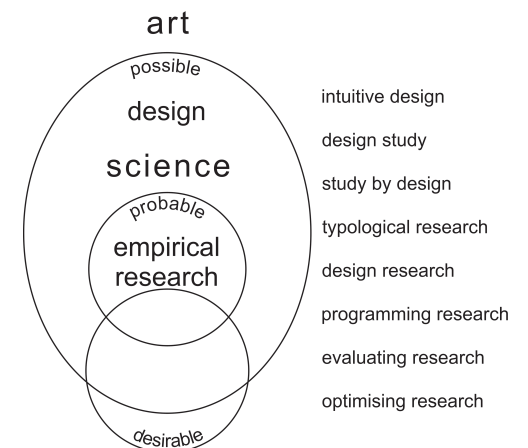 art
possible
design
science
probable
empirical
research
desirable
intuitive design
design study
study by design
typological research
design research
programming research
evaluating research
optimising research